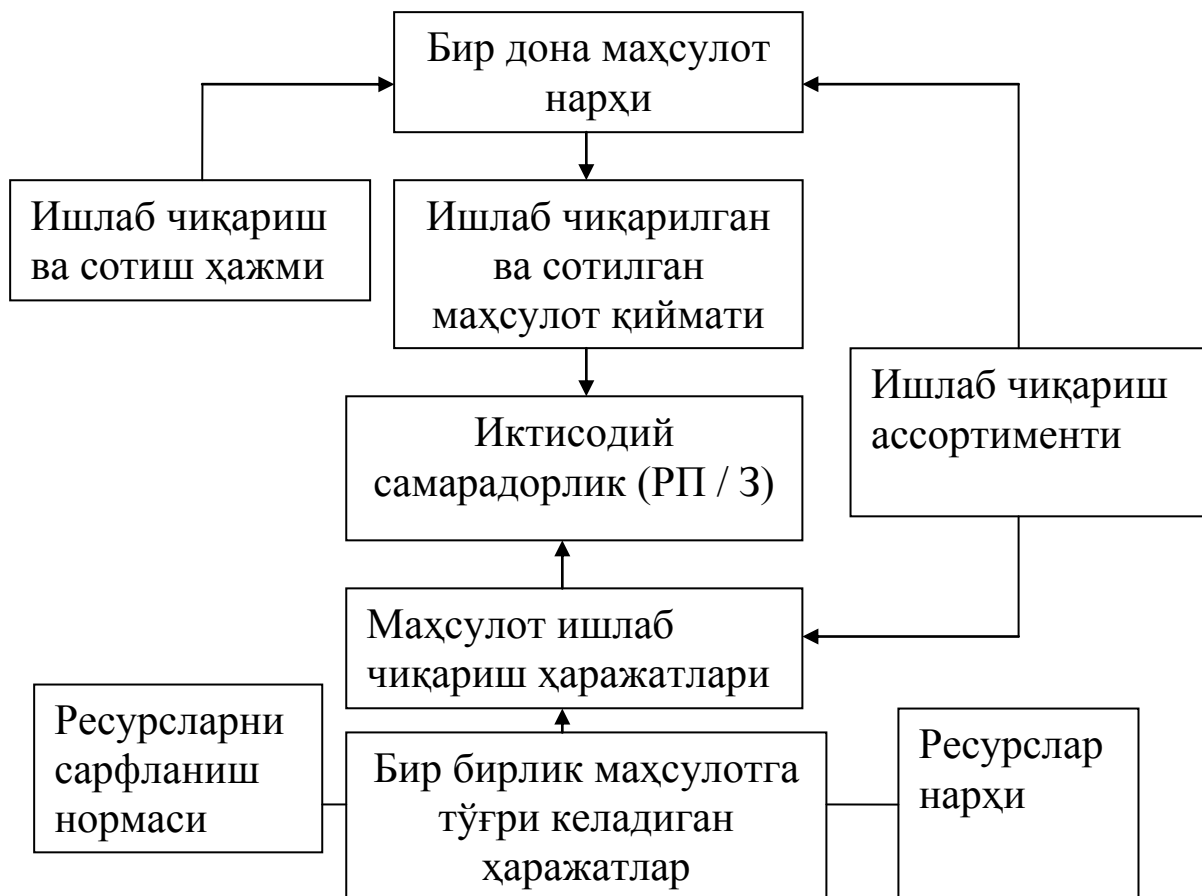 Бир дона маҳсулот
нарҳи
Ишлаб чиқариш
ва сотиш ҳажми
Ишлаб чиқарилган
ва сотилган
маҳсулот қиймати
Ишлаб чиқариш
ассортименти
Иктисодий
самарадорлик (РП / З)
Маҳсулот ишлаб
чиқариш ҳаражатлари
Ресурсларни
сарфланиш
нормаси
Бир бирлик маҳсулотга
тўғри келадиган
ҳаражатлар
Ресурслар
нарҳи